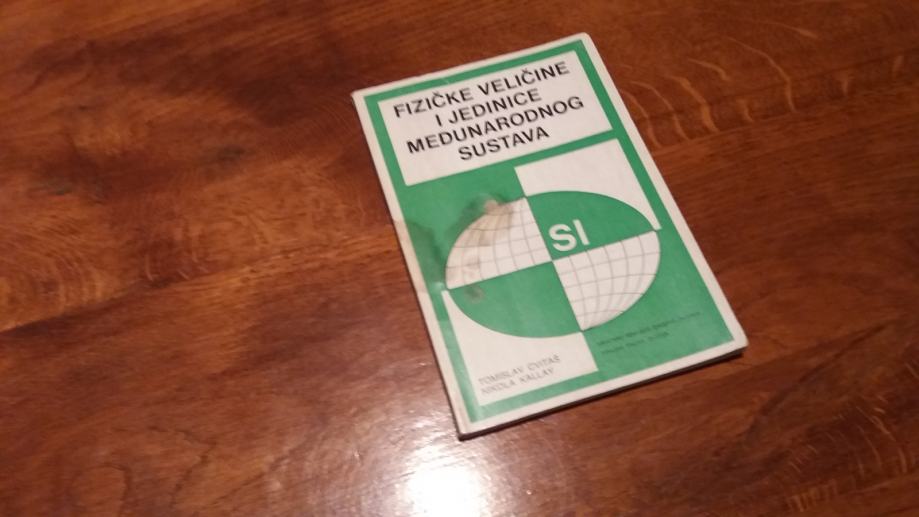 FIZIČKE VELIČINE
I JEDINICE
MEĐUNARODNOG
SUSTAVA
SI
TOMISLAV CVITAŠ
NIKOLA KALLAY